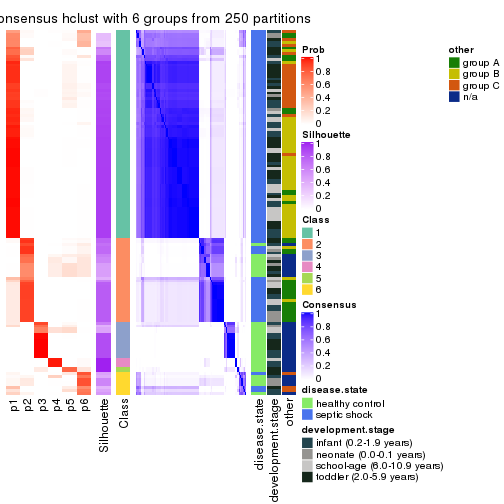 onsensus hclust with 6 groups from 250 partitions
Prob
1
0.8
0.6
0.4
0.2
0
Silhouette
1
0.8
0.6
0.4
0.2
0
Class
1
2
3
4
5
6
Consensus
1
0.8
0.6
0.4
0.2
0
disease.state
healthy control
septic shock
development.stage
infant (0.2-1.9 years)
neonate (0.0-0.1 years)
school-age (6.0-10.9 years)
toddler (2.0-5.9 years)
other
group A
group B
group C
n/a
p1
p2
p3
p4
p5
p6
Silhouette
Class
disease.state
development.stage
other